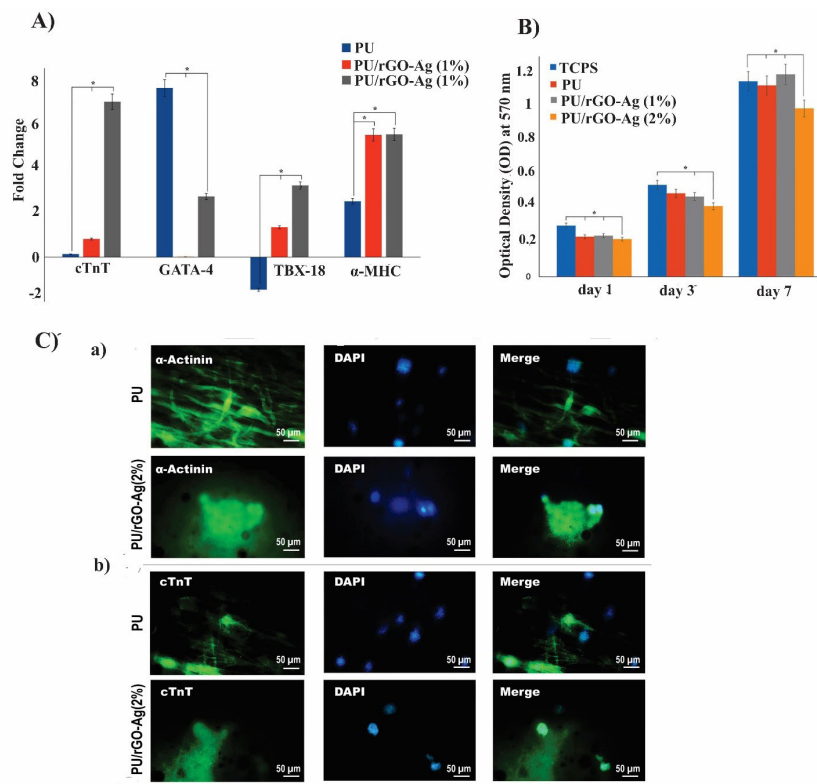 A)
PU
PU/rGO-Ag (1%)
PU/rGO-Ag (1%)
Fold Change
8
6
4
2
0
-2
*
*
*
*
*
cTnT
GATA-4
TBX-18
α-MHC
B)
TCPS
PU
PU/rGO-Ag (1%)
PU/rGO-Ag (2%)
Optical Density (OD) at 570 nm
1.2
1
0.8
0.6
0.4
0.2
0
*
*
*
day 1
day 3
day 7
C)
a)
PU
α-Actinin
50 µm
DAPI
50 µm
Merge
50 µm
PU/rGO-Ag(2%)
α-Actinin
50 µm
DAPI
50 µm
Merge
50 µm
b)
PU
cTnT
50 µm
DAPI
50 µm
Merge
50 µm
PU/rGO-Ag(2%)
cTnT
50 µm
DAPI
50 µm
Merge
50 µm